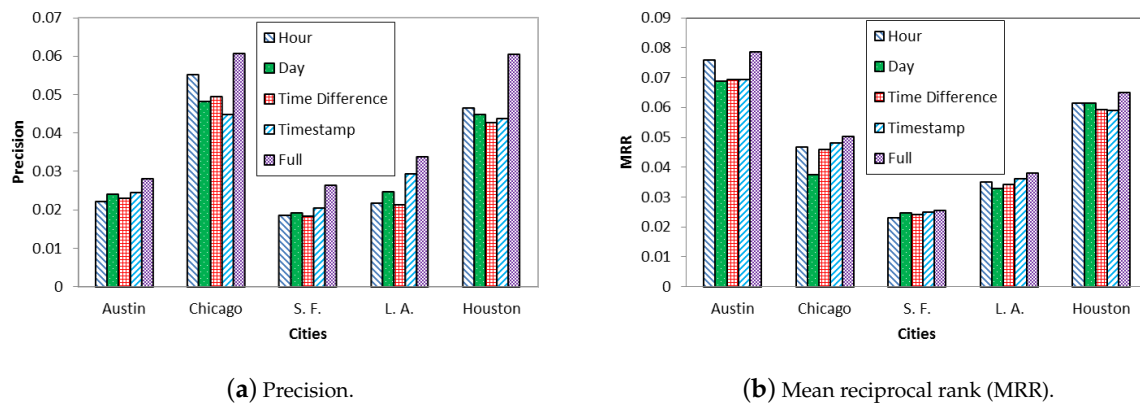 0.07
0.06
0.05
0.04
0.03
0.02
0.01
0
Precision
Hour
Day
Time Difference
Timestamp
Full
Austin Chicago S. F. L. A. Houston
Cities
(a) Precision.
0.09
0.08
0.07
0.06
0.05
0.04
0.03
0.02
0.01
0
MRR
Hour
Day
Time Difference
Timestamp
Full
Austin Chicago S. F. L. A. Houston
Cities
(b) Mean reciprocal rank (MRR).